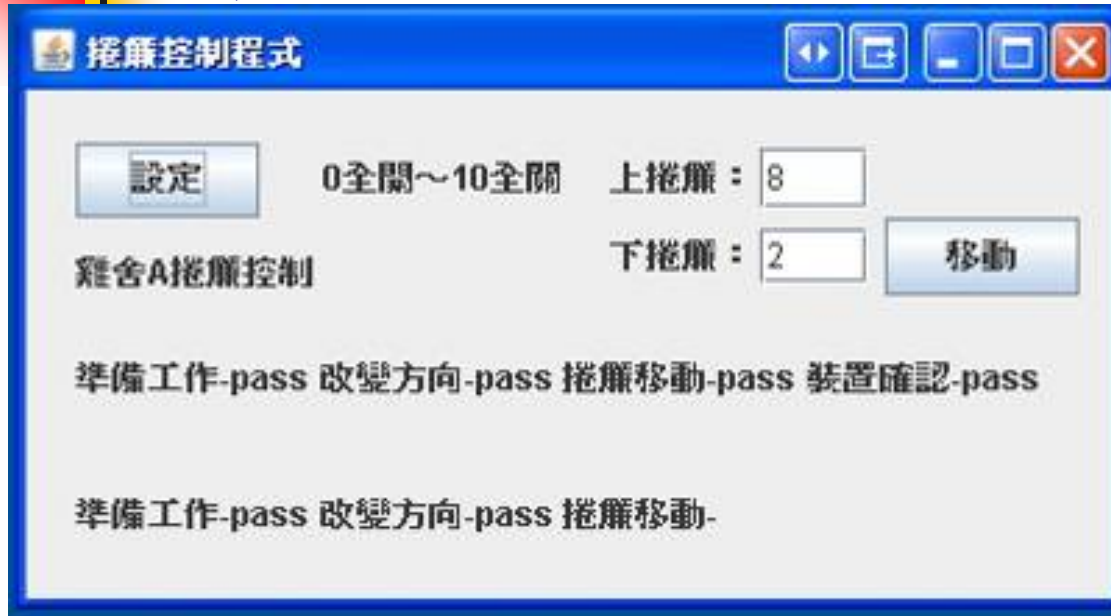 捲簾控制程式
設定 0全開～10全關 上捲簾：8
下捲簾：2 移動
雞舍A捲簾控制
準備工作-pass 改變方向-pass 捲簾移動-pass 裝置確認-pass
準備工作-pass 改變方向-pass 捲簾移動-